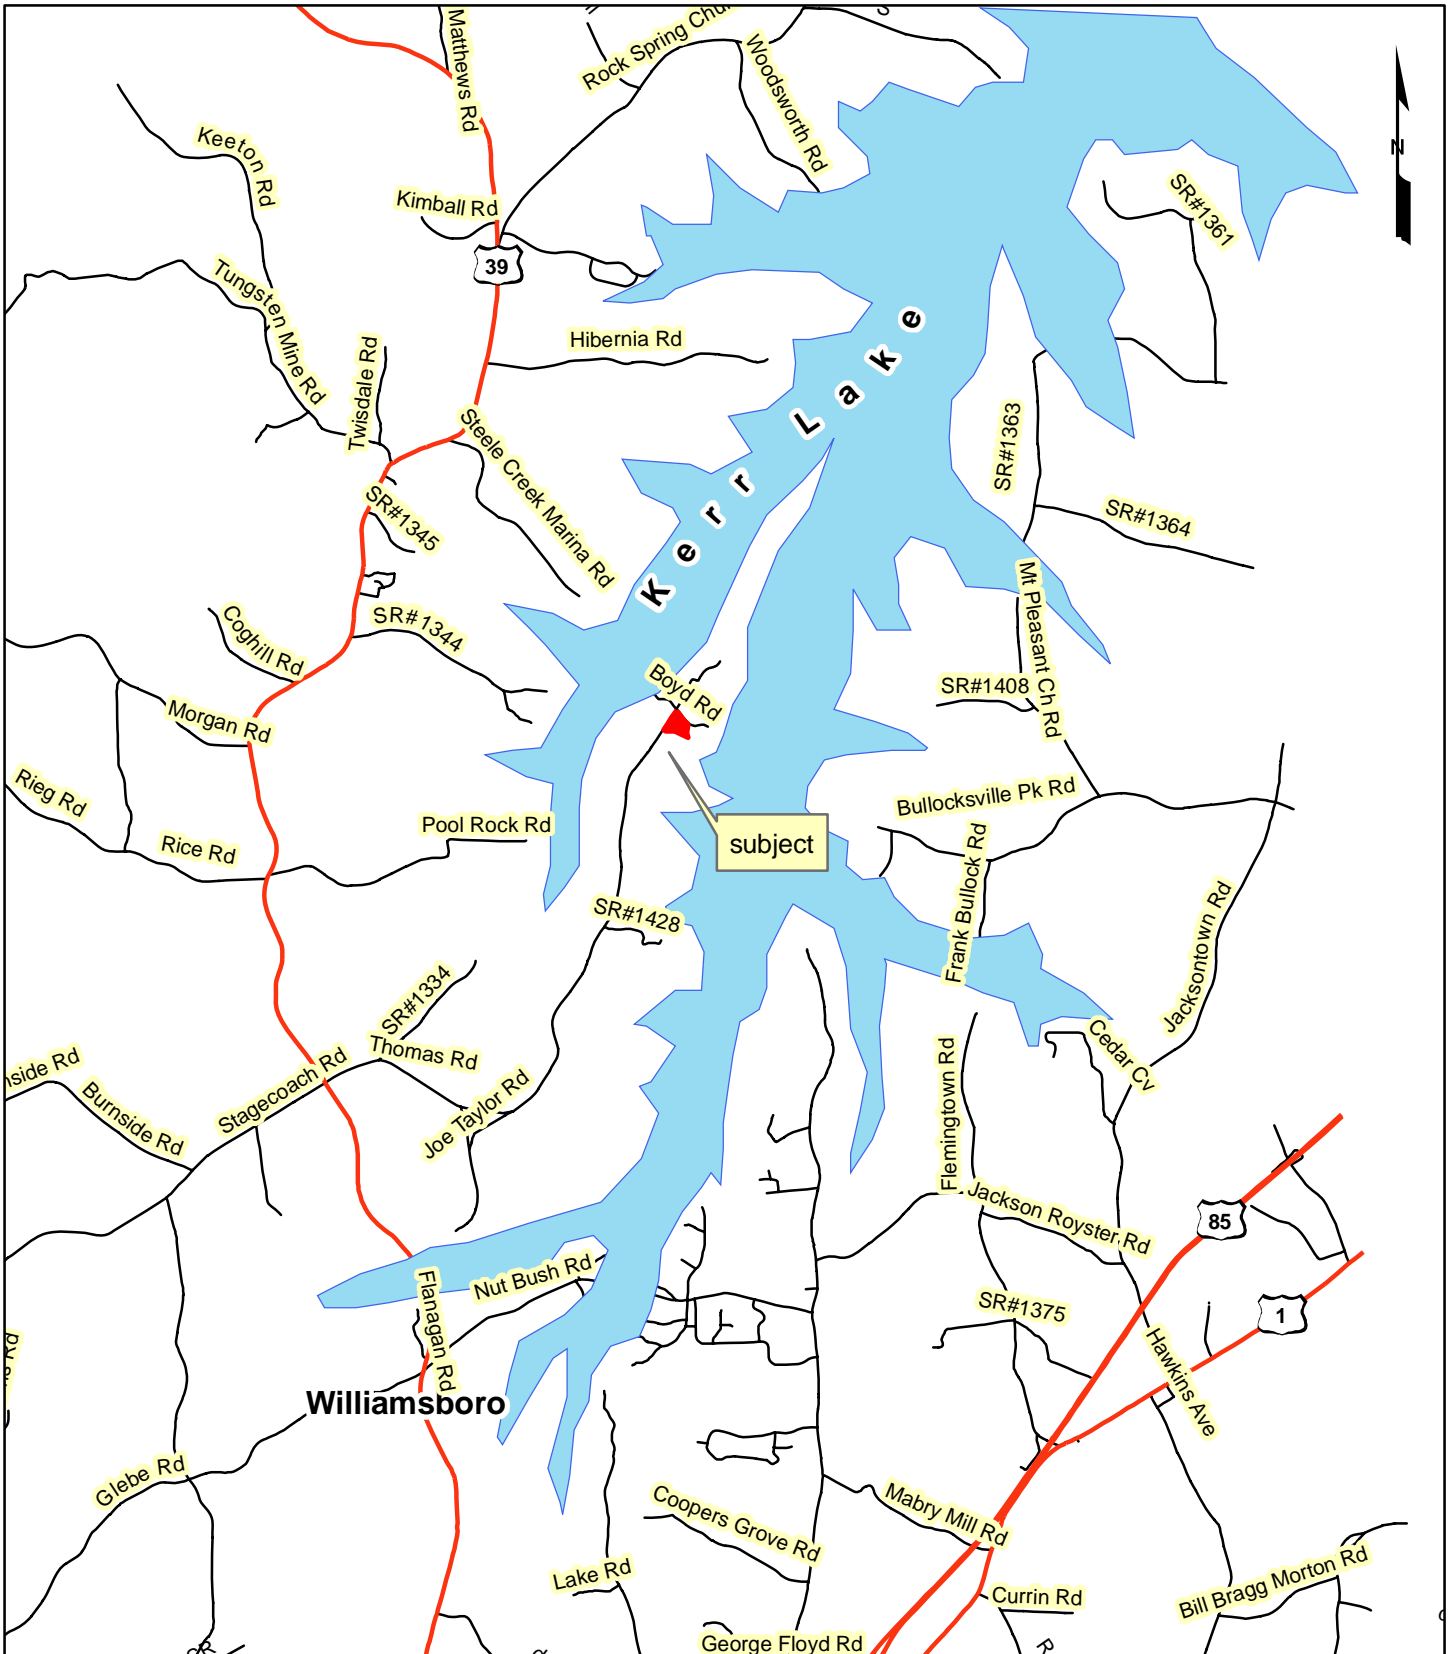 Matthews Rd
Rock Spring Chu
Woodsworth Rd
Keeton Rd
N
Kimball Rd
SR#1361
39
Tungsten Mine Rd
Hibernia Rd
Twisdale Rd
Kerr Lake
Steele Creek Marina Rd
SR#1363
SR#1345
SR#1364
Coghill Rd
SR#1344
Mt Pleasant Ch Rd
Boyd Rd
SR#1408
Morgan Rd
Rieg Rd
Bullocksville Pk Rd
Pool Rock Rd
Rice Rd
subject
Frank Bullock Rd
SR#1428
Jacksontown Rd
SR#1334
Thomas Rd
Cedar Cv
nside Rd
Burnside Rd
Stagecoach Rd
Joe Taylor Rd
Flemingtown Rd
Jackson Royster Rd
85
Nut Bush Rd
Flanagan Rd
SR#1375
1
Hawkins Ave
Williamsboro
Glebe Rd
Coopers Grove Rd
Mabry Mill Rd
Lake Rd
Bill Bragg Morton Rd
Currin Rd
George Floyd Rd